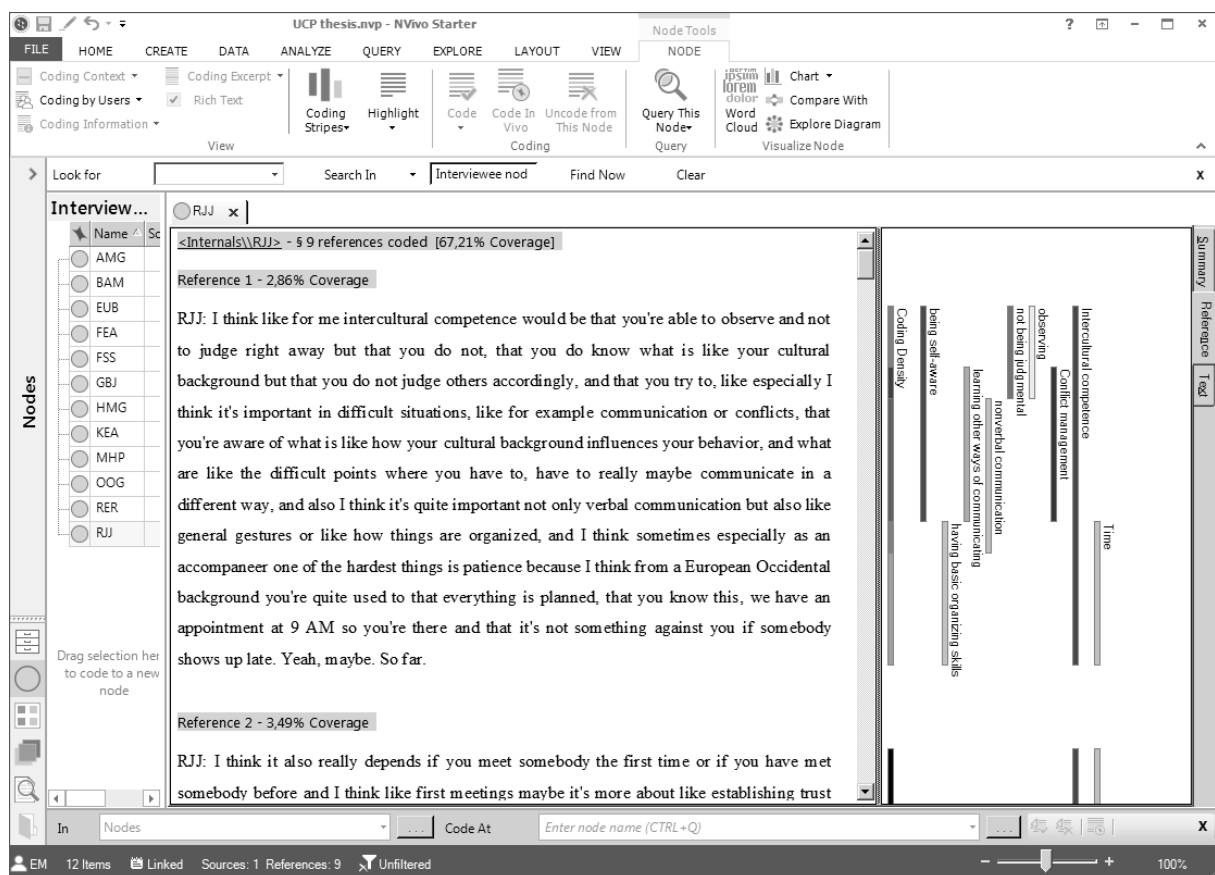 UCP thesis.nvp - NVivo Starter
Node Tools
?
FILE HOME CREATE DATA ANALYZE QUERY EXPLORE LAYOUT VIEW NODE
Coding Context
Coding by Users
Coding Information
Coding Excerpt
Rich Text
Coding Stripes
Highlight
View
Code
Code In Vivo
Uncode from This Node
Coding
Query This Node
Query
Word Cloud
Chart
Compare With
Explore Diagram
Visualize Node
Look for Search In Interviewee nod Find Now Clear x
Nodes
Interview...
Name Sc
AMG
BAM
EUB
FEA
FSS
GBJ
HMG
KEA
MHP
OOG
RER
RJJ
Drag selection her
to code to a new
node
RJJ x
<Internals\\RJJ> - § 9 references coded [67,21% Coverage]
Reference 1 - 2,86% Coverage
RJJ: I think like for me intercultural competence would be that you're able to observe and not
to judge right away but that you do not, that you do know what is like your cultural
background but that you do not judge others accordingly, and that you try to, like especially I
think it's important in difficult situations, like for example communication or conflicts, that
you're aware of what is like how your cultural background influences your behavior, and what
are like the difficult points where you have to, have to really maybe communicate in a
different way, and also I think it's quite important not only verbal communication but also like
general gestures or like how things are organized, and I think sometimes especially as an
accompaneer one of the hardest things is patience because I think from a European Occidental
background you're quite used to that everything is planned, that you know this, we have an
appointment at 9 AM so you're there and that it's not something against you if somebody
shows up late. Yeah, maybe. So far.
Reference 2 - 3,49% Coverage
RJJ: I think it also really depends if you meet somebody the first time or if you have met
somebody before and I think like first meetings maybe it's more about like establishing trust
Coding Density
being self-aware
having basic organizing skills
learning other ways of communicating
nonverbal communication
not being judgmental
observing
Conflict management
Intercultural competence
Time
Summary
Reference
Text
In Nodes ... Code At Enter node name (CTRL+Q) ... x
EM 12 Items Linked Sources: 1 References: 9 Unfiltered 100%